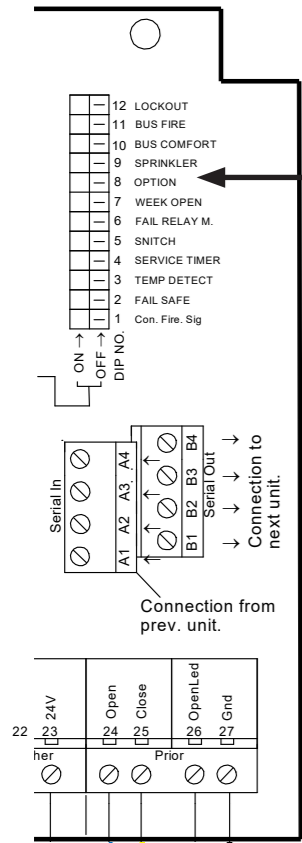 12 LOCKOUT
11 BUS FIRE
10 BUS COMFORT
9 SPRINKLER
8 OPTION
7 WEEK OPEN
6 FAIL RELAY M.
5 SNITCH
4 SERVICE TIMER
3 TEMP DETECT
2 FAIL SAFE
1 Con. Fire. Sig
ON →
OFF →
DIP NO.
Serial In
A4
A3
A2
A1
B4
B3
B2
B1
Serial Out
Connection to
next unit.
Connection from
prev. unit.
24V
Open
Close
OpenLed
Gnd
22 23 24 25 26 27
her
Prior